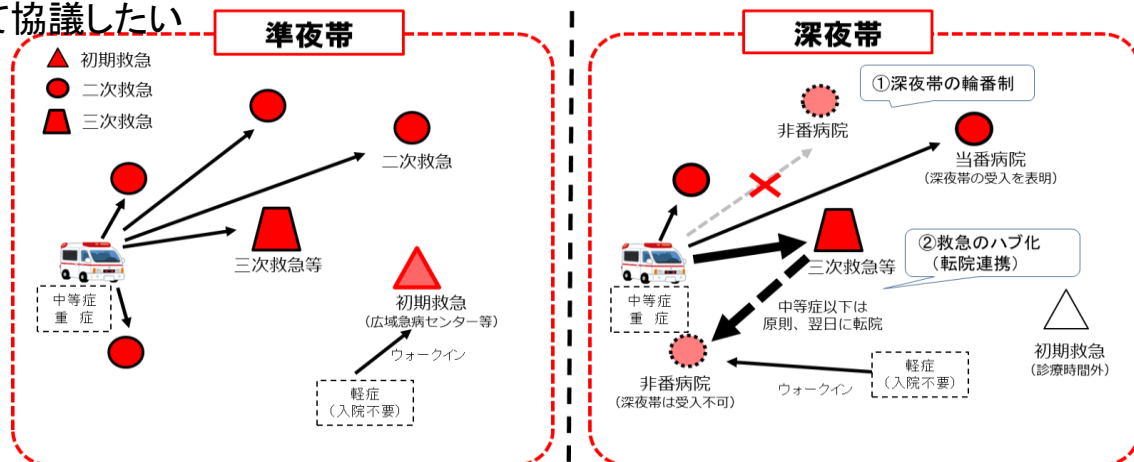 て協議したい
準夜帯
初期救急
二次救急
三次救急
二次救急
三次救急等
中等症
重 症
初期救急
(広域急病センター等)
ウォークイン
軽症
(入院不要)
深夜帯
①深夜帯の輪番制
非番病院
当番病院
(深夜帯の受入を表明)
②救急のハブ化
(転院連携)
三次救急等
中等症
重 症
中等症以下は
原則、翌日に転院
初期救急
(診療時間外)
非番病院
(深夜帯は受入不可)
ウォークイン
軽症
(入院不要)